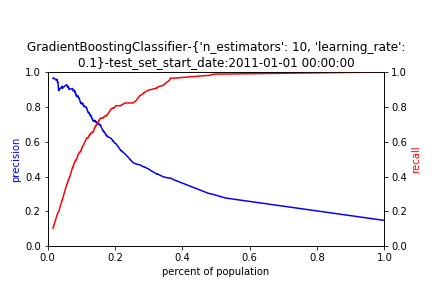 GradientBoostingClassifier-{'n_estimators': 10, 'learning_rate':
0.1}-test_set_start_date:2011-01-01 00:00:00
1.0
0.8
0.6
0.4
0.2
0.0
precision
1.0
0.8
0.6
0.4
0.2
0.0
recall
0.0 0.2 0.4 0.6 0.8 1.0
percent of population